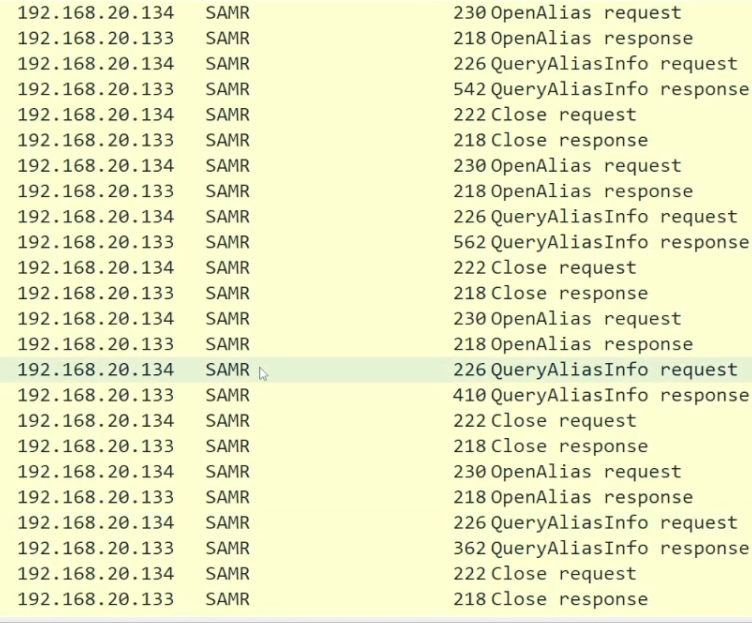 192.168.20.134 SAMR 230 OpenAlias request
192.168.20.133 SAMR 218 OpenAlias response
192.168.20.134 SAMR 226 QueryAliasInfo request
192.168.20.133 SAMR 542 QueryAliasInfo response
192.168.20.134 SAMR 222 Close request
192.168.20.133 SAMR 218 Close response
192.168.20.134 SAMR 230 OpenAlias request
192.168.20.133 SAMR 218 OpenAlias response
192.168.20.134 SAMR 226 QueryAliasInfo request
192.168.20.133 SAMR 562 QueryAliasInfo response
192.168.20.134 SAMR 222 Close request
192.168.20.133 SAMR 218 Close response
192.168.20.134 SAMR 230 OpenAlias request
192.168.20.133 SAMR 218 OpenAlias response
192.168.20.134 SAMR 226 QueryAliasInfo request
192.168.20.133 SAMR 410 QueryAliasInfo response
192.168.20.134 SAMR 222 Close request
192.168.20.133 SAMR 218 Close response
192.168.20.134 SAMR 230 OpenAlias request
192.168.20.133 SAMR 218 OpenAlias response
192.168.20.134 SAMR 226 QueryAliasInfo request
192.168.20.133 SAMR 362 QueryAliasInfo response
192.168.20.134 SAMR 222 Close request
192.168.20.133 SAMR 218 Close response